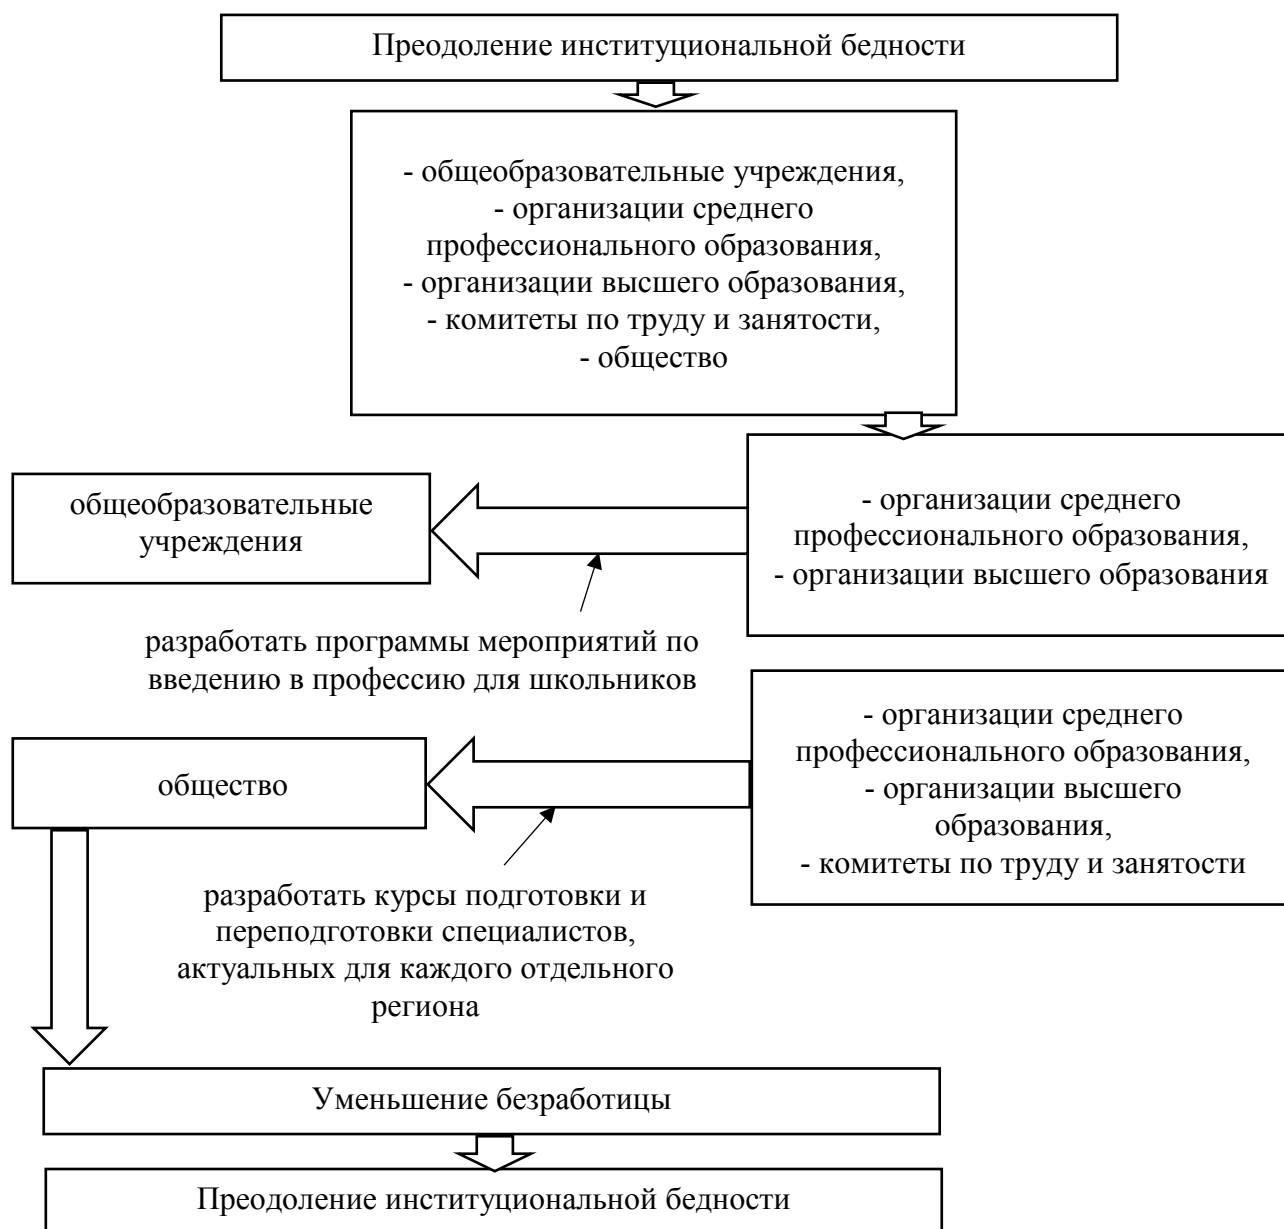 Преодоление институциональной бедности
- общеобразовательные учреждения,
- организации среднего
профессионального образования,
- организации высшего образования,
- комитеты по труду и занятости,
- общество
общеобразовательные
учреждения
- организации среднего
профессионального образования,
- организации высшего образования
разработать программы мероприятий по
введению в профессию для школьников
общество
- организации среднего
профессионального образования,
- организации высшего
образования,
- комитеты по труду и занятости
разработать курсы подготовки и
переподготовки специалистов,
актуальных для каждого отдельного
региона
Уменьшение безработицы
Преодоление институциональной бедности